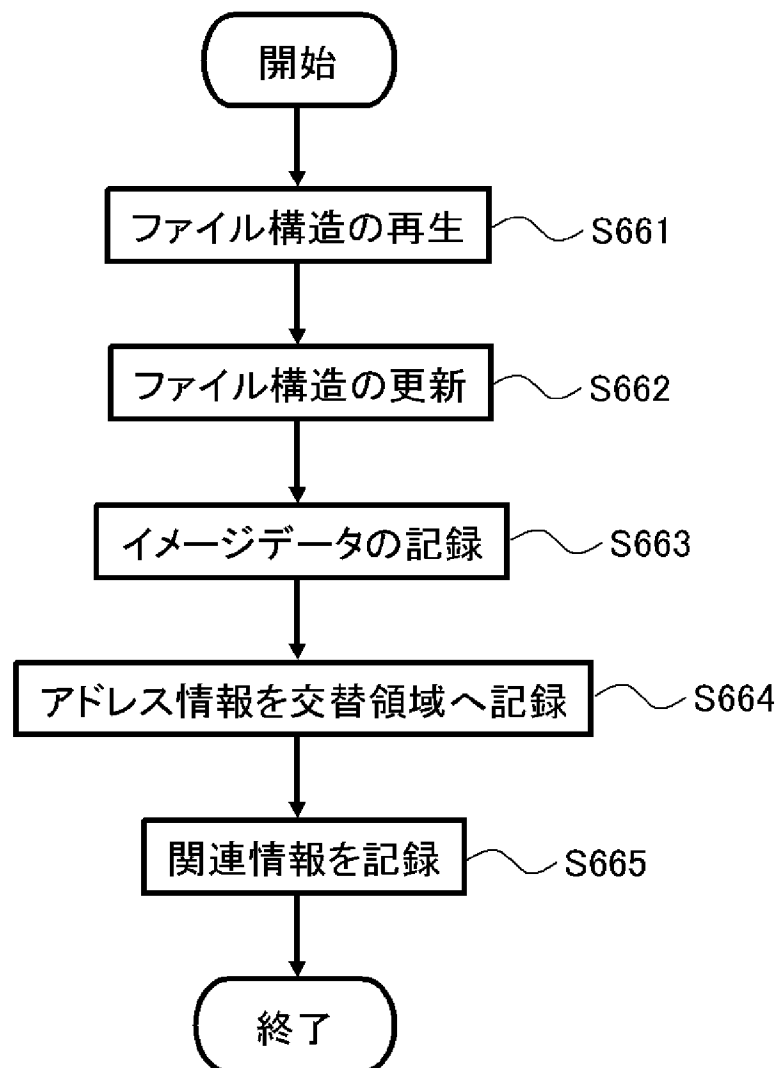 開始
ファイル構造の再生 S661
ファイル構造の更新 S662
イメージデータの記録 S663
アドレス情報を交替領域へ記録 S664
関連情報を記録 S665
終了